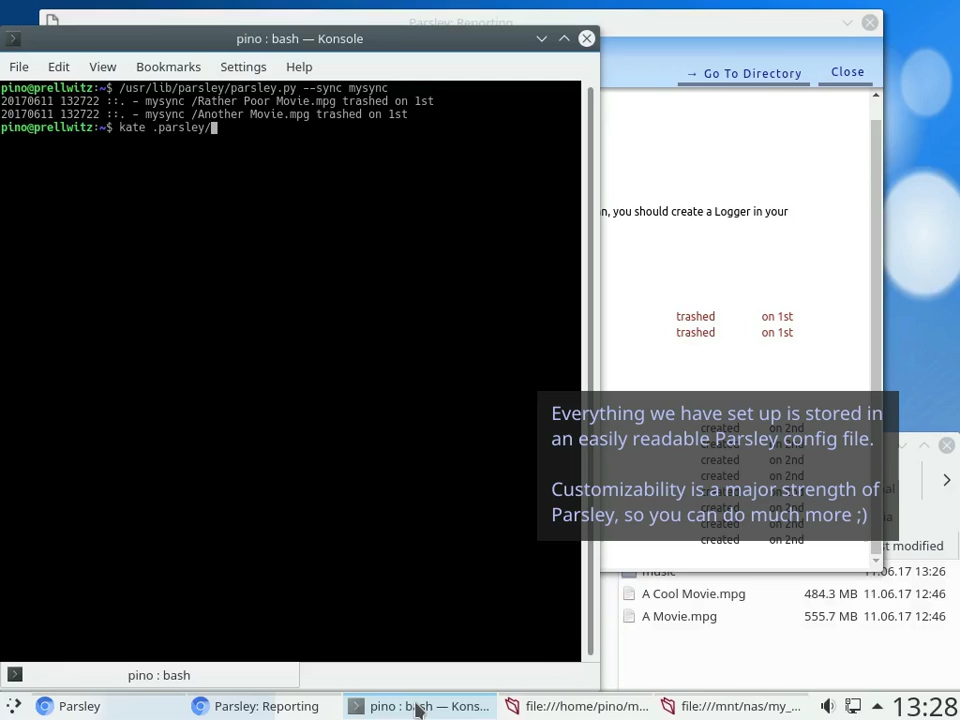 Parsley: Reporting
pino : bash — Konsole
File Edit View Bookmarks Settings Help
pino@prellwitz:~$ /usr/lib/parsley/parsley.py --sync mysync
20170611 132722 ::. - mysync /Rather Poor Movie.mpg trashed on 1st
20170611 132722 ::. - mysync /Another Movie.mpg trashed on 1st
pino@prellwitz:~$ kate .parsley/
→ Go To Directory Close
n, you should create a Logger in your
trashed on 1st
trashed on 1st
created on 2nd
created on 2nd
created on 2nd
created on 2nd
created on 2nd
created on 2nd
created on 2nd
created on 2nd
Everything we have set up is stored in
an easily readable Parsley config file.
Customizability is a major strength of
Parsley, so you can do much more ;)
st modified
music 11.06.17 13:26
A Cool Movie.mpg 484.3 MB 11.06.17 12:46
A Movie.mpg 555.7 MB 11.06.17 12:46
pino : bash
Parsley
Parsley: Reporting
pino : bash — Kons...
file:///home/pino/m...
file:///mnt/nas/my_...
13:28